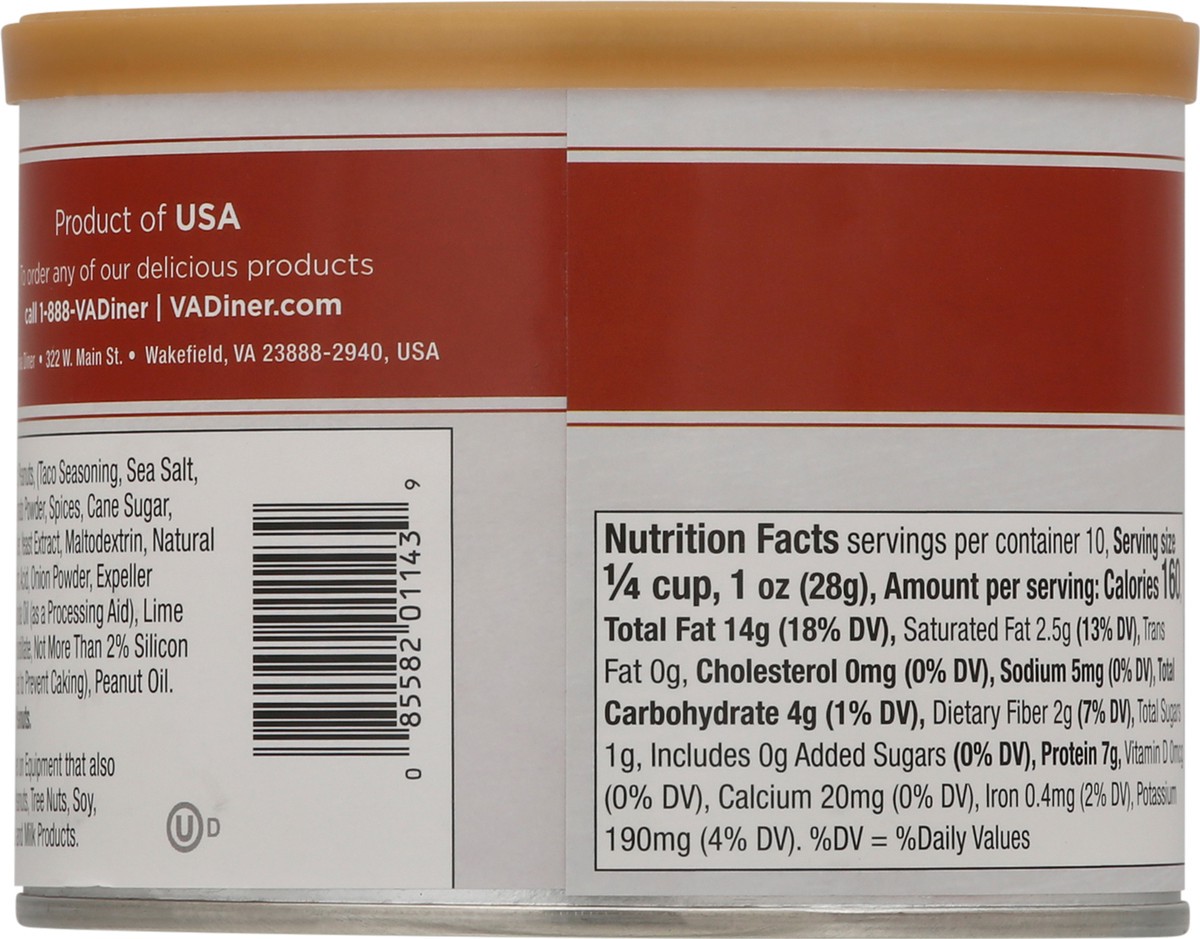 Product of USA
To order any of our delicious products
call 1-888-VADiner | VADiner.com
Diner • 322 W. Main St. • Wakefield, VA 23888-2940, USA
(Taco Seasoning, Sea Salt,
Powder, Spices, Cane Sugar,
Yeast Extract, Maltodextrin, Natural
Onion Powder, Expeller
Oil (as a Processing Aid), Lime
Not More Than 2% Silicon
to Prevent Caking), Peanut Oil.
on Equipment that also
Tree Nuts, Soy,
and Milk Products.
U D
0 85582 01143 9
Nutrition Facts servings per container 10, Serving size
¼ cup, 1 oz (28g), Amount per serving: Calories 160,
Total Fat 14g (18% DV), Saturated Fat 2.5g (13% DV), Trans
Fat 0g, Cholesterol 0mg (0% DV), Sodium 5mg (0% DV), Total
Carbohydrate 4g (1% DV), Dietary Fiber 2g (7% DV), Total Sugars
1g, Includes 0g Added Sugars (0% DV), Protein 7g, Vitamin D 0mcg
(0% DV), Calcium 20mg (0% DV), Iron 0.4mg (2% DV), Potassium
190mg (4% DV). %DV = %Daily Values